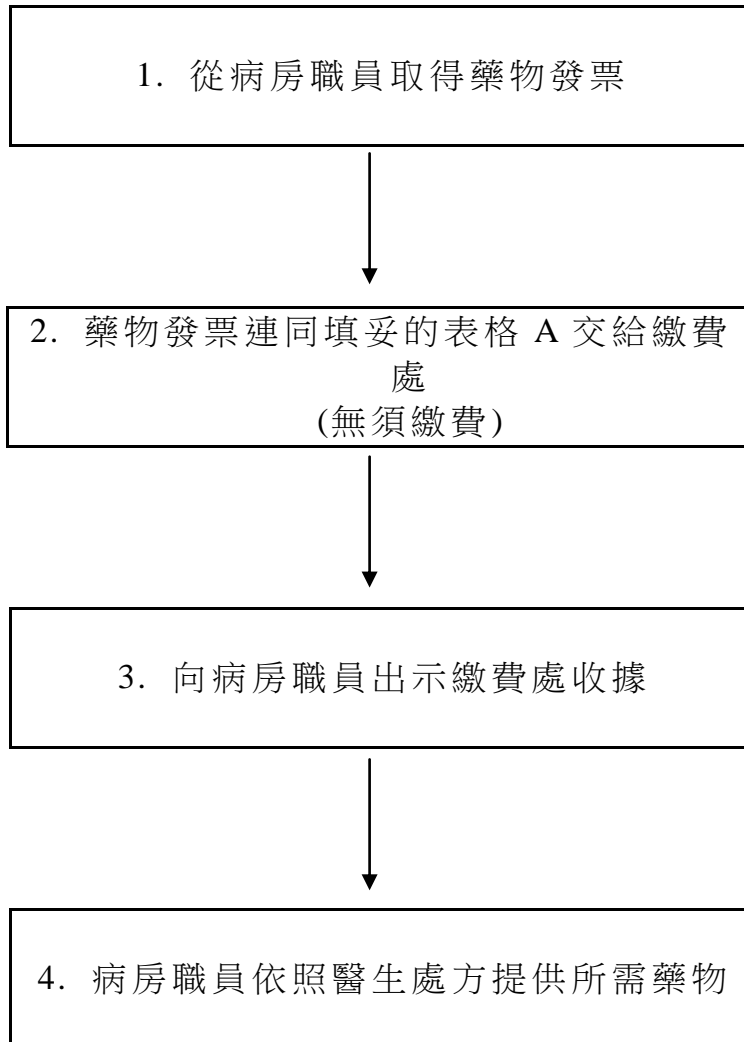 1. 從病房職員取得藥物發票
2. 藥物發票連同填妥的表格 A 交給繳費
處
(無須繳費)
3. 向病房職員出示繳費處收據
4. 病房職員依照醫生處方提供所需藥物